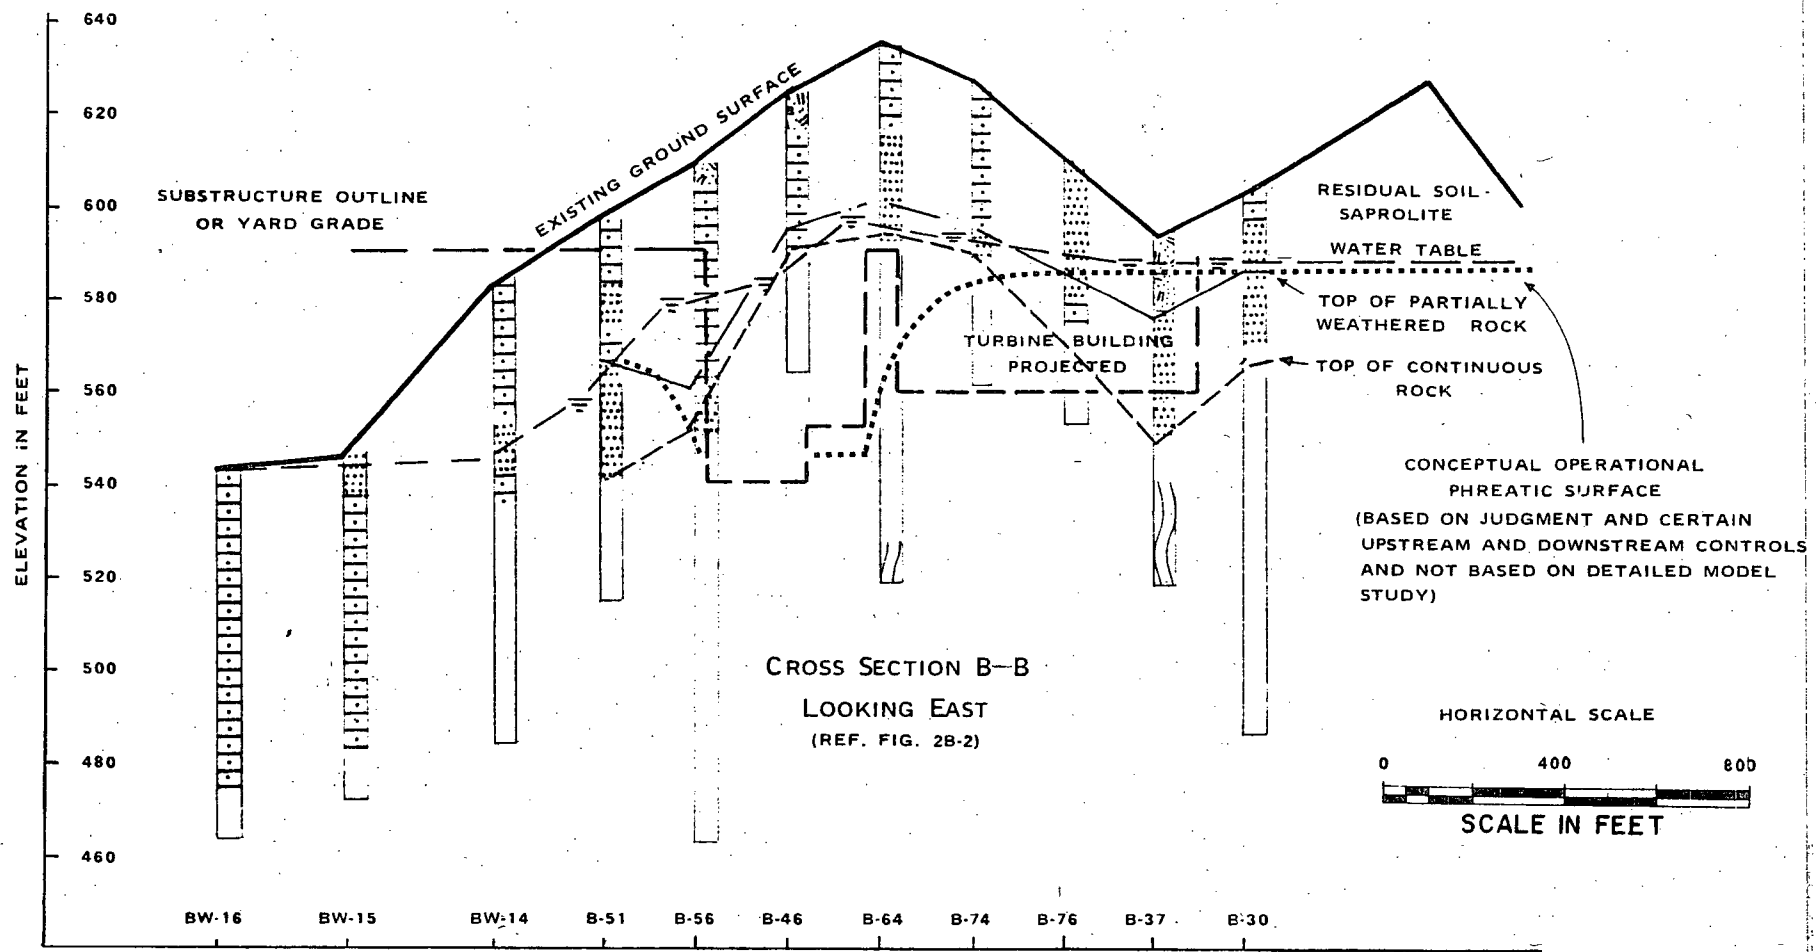 640
620
600
580
560
540
520
500
480
460
ELEVATION IN FEET
SUBSTRUCTURE OUTLINE
OR YARD GRADE
EXISTING GROUND SURFACE
RESIDUAL SOIL-
SAPROLITE
WATER TABLE
TOP OF PARTIALLY
WEATHERED ROCK
TURBINE BUILDING
PROJECTED
TOP OF CONTINUOUS
ROCK
CONCEPTUAL OPERATIONAL
PHREATIC SURFACE
(BASED ON JUDGMENT AND CERTAIN
UPSTREAM AND DOWNSTREAM CONTROLS
AND NOT BASED ON DETAILED MODEL
STUDY)
CROSS SECTION B-B
LOOKING EAST
(REF. FIG. 2B-2)
HORIZONTAL SCALE
0 400 800
SCALE IN FEET
BW-16 BW-15 BW-14 B-51 B-56 B-46 B-64 B-74 B-76 B-37 B-30